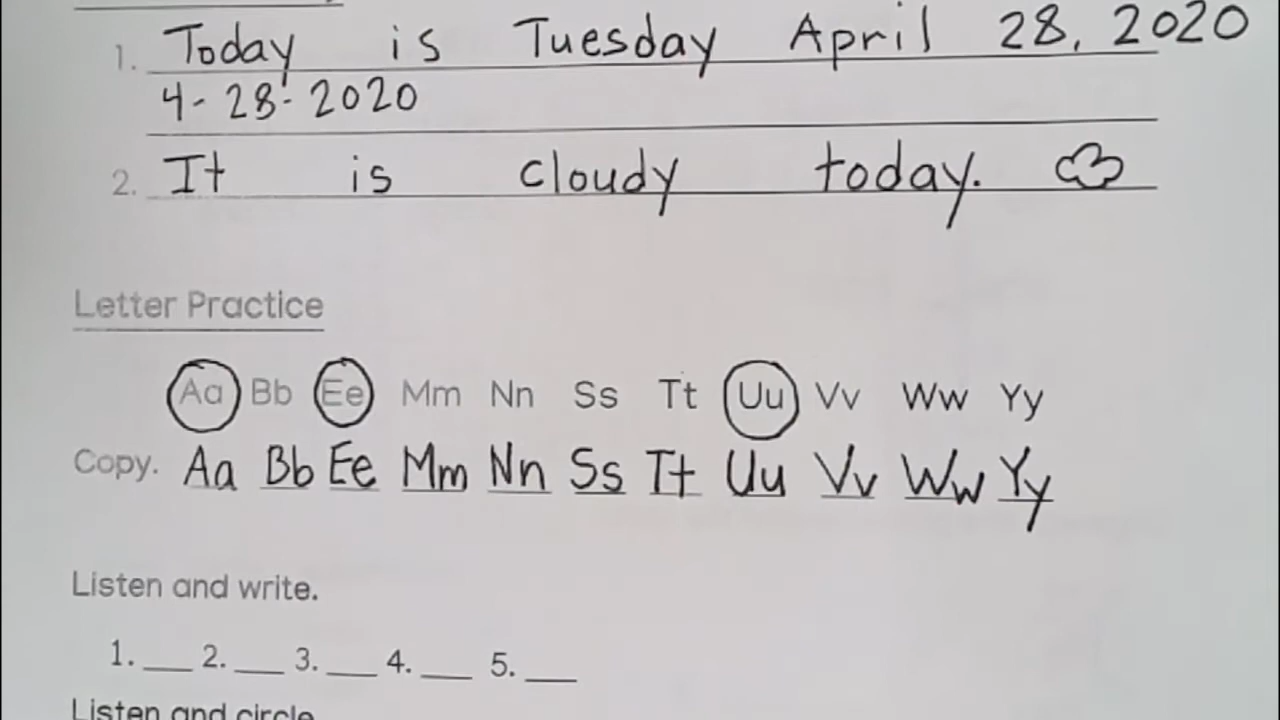 1. Today is Tuesday April 28, 2020
4-28-2020
2. It is cloudy today.
Letter Practice
Aa Bb Ee Mm Nn Ss Tt Uu Vv Ww Yy
Copy. Aa Bb Ee Mm Nn Ss Tt Uu Vv Ww Yy
Listen and write.
1. ___ 2. ___ 3. ___ 4. ___ 5. ___
Listen and circle.